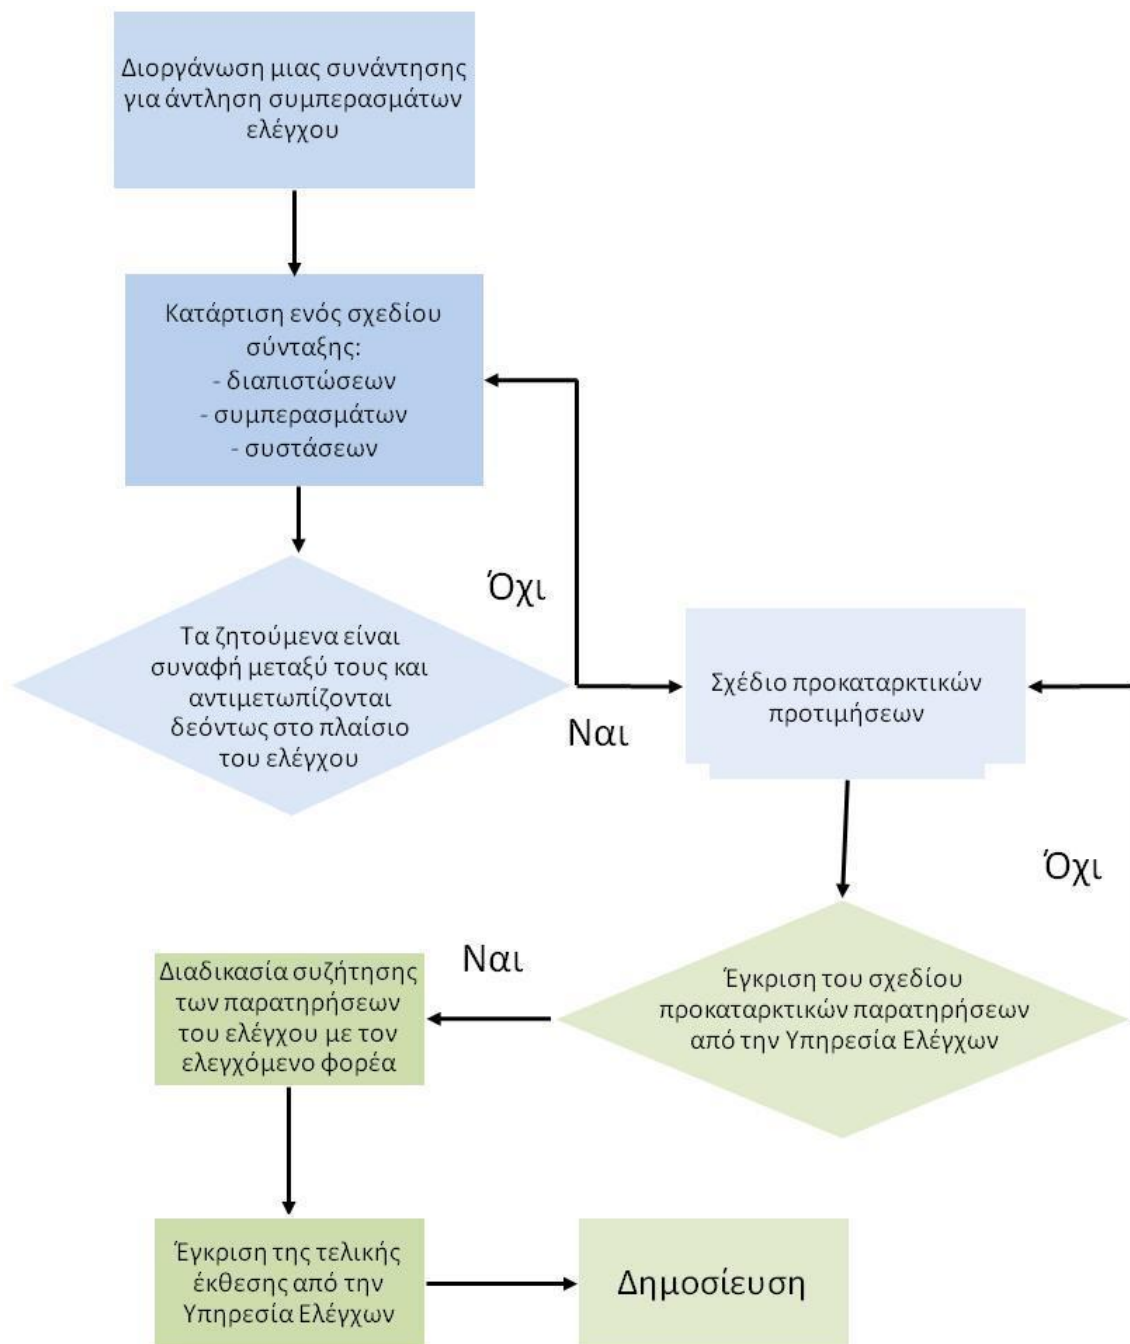 Διοργάνωση μιας συνάντησης
για άντληση συμπερασμάτων
ελέγχου
Κατάρτιση ενός σχεδίου
σύνταξης:
- διαπιστώσεων
- συμπερασμάτων
- συστάσεων
Όχι
Τα ζητούμενα είναι
συναφή μεταξύ τους και
αντιμετωπίζονται
δεόντως στο πλαίσιο
του ελέγχου
Ναι
Σχέδιο προκαταρκτικών
προτιμήσεων
Όχι
Έγκριση του σχεδίου
προκαταρκτικών παρατηρήσεων
από την Υπηρεσία Ελέγχων
Ναι
Διαδικασία συζήτησης
των παρατηρήσεων
του ελέγχου με τον
ελεγχόμενο φορέα
Έγκριση της τελικής
έκθεσης από την
Υπηρεσία Ελέγχων
Δημοσίευση